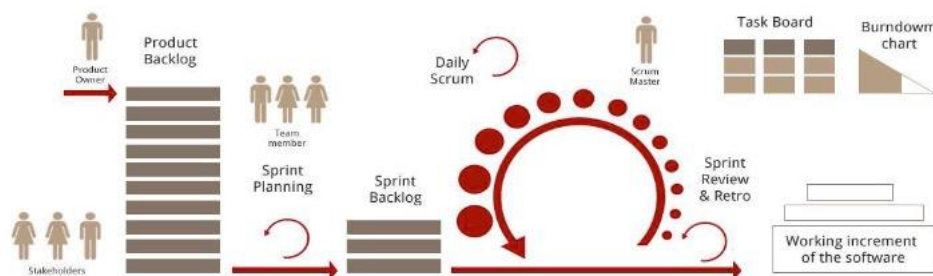 Product
Owner
Product
Backlog
Stakeholders
Team
member
Sprint
Planning
Sprint
Backlog
Daily
Scrum
Scrum
Master
Sprint
Review
& Retro
Task Board
Burndowm
chart
Working increment
of the software